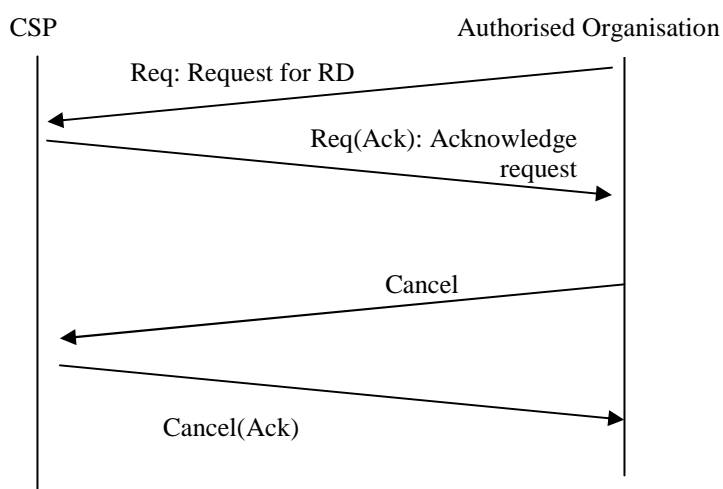 CSP
Authorised Organisation
Req: Request for RD
Req(Ack): Acknowledge
request
Cancel
Cancel(Ack)